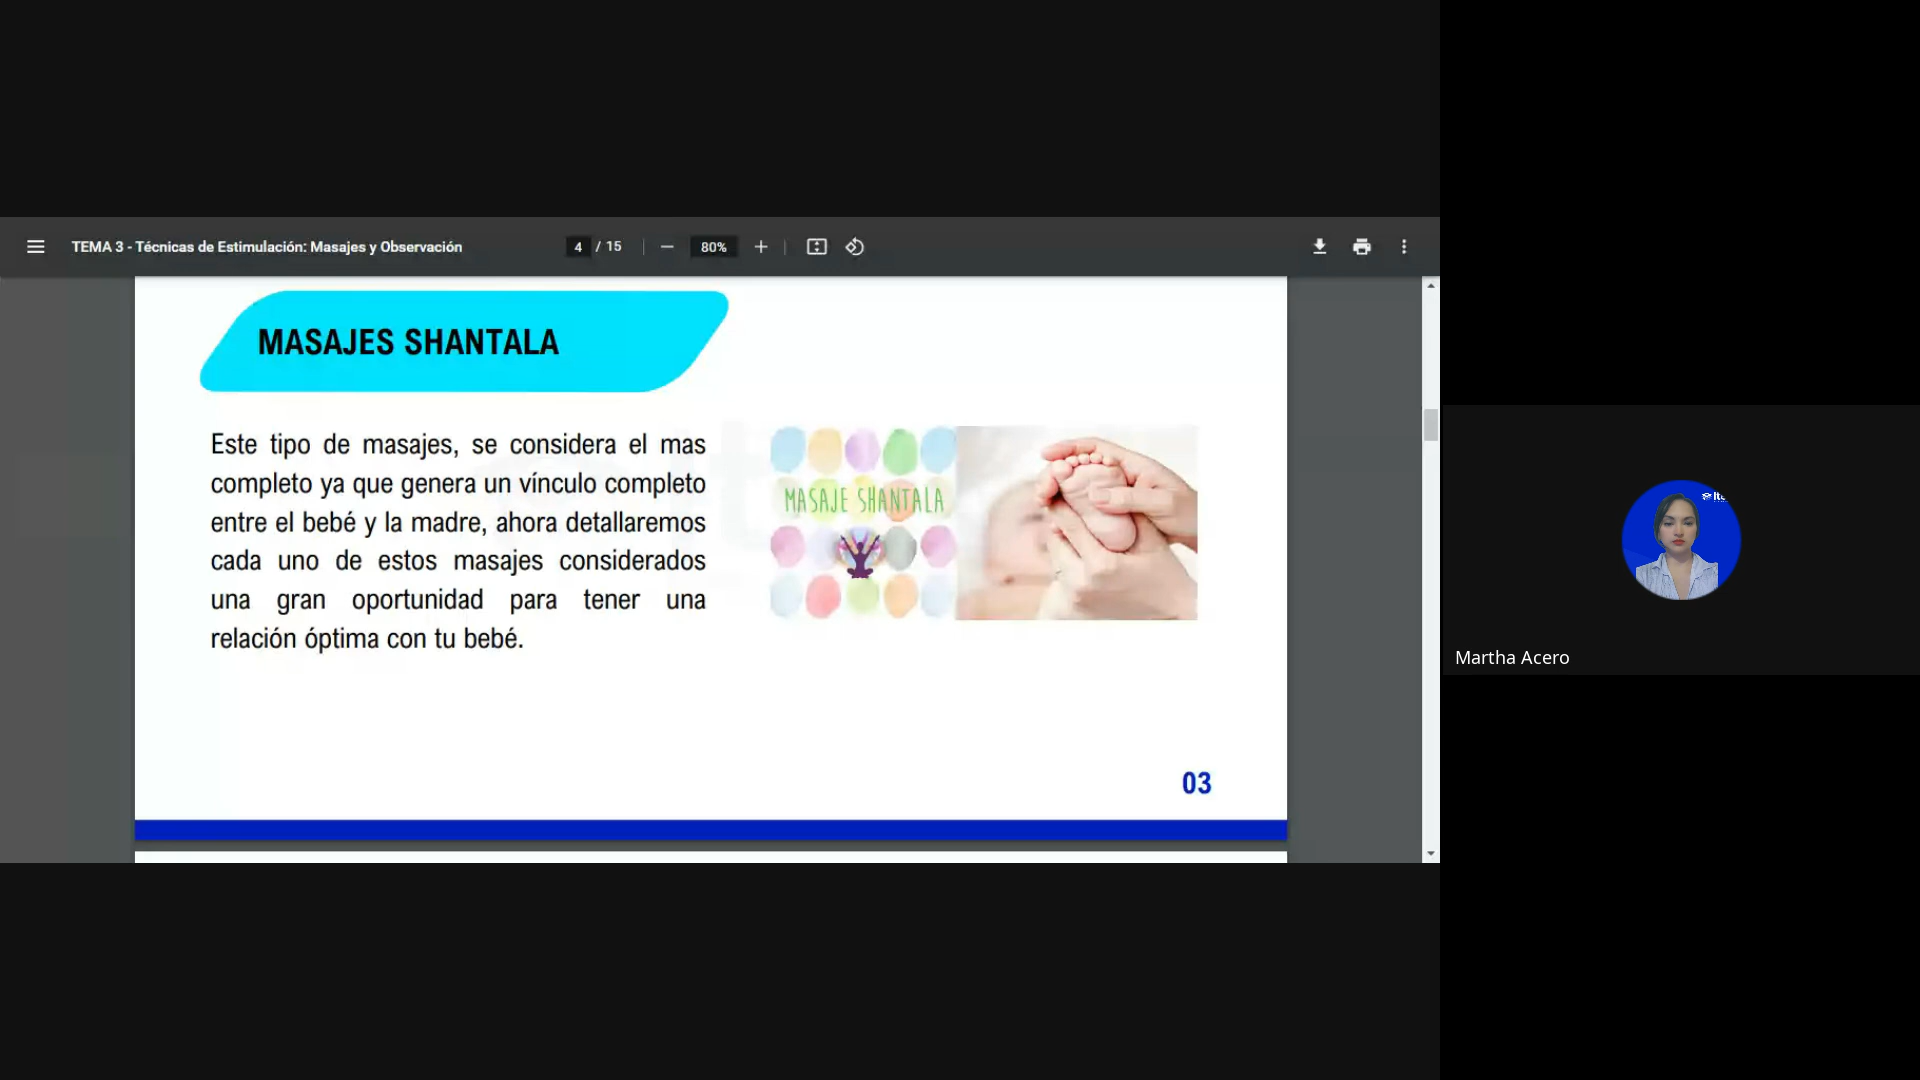 TEMA 3 - Técnicas de Estimulación: Masajes y Observación
4 / 15
80%
MASAJES SHANTALA
Este tipo de masajes, se considera el mas
completo ya que genera un vínculo completo
entre el bebé y la madre, ahora detallaremos
cada uno de estos masajes considerados
una gran oportunidad para tener una
relación óptima con tu bebé.
MASAJE SHANTALA
03
Martha Acero